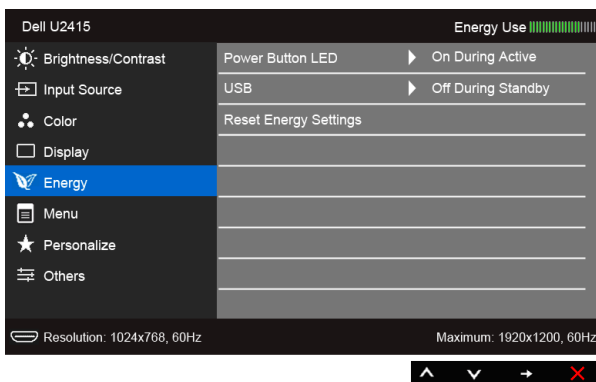 Dell U2415 Energy Use
Brightness/Contrast Power Button LED On During Active
Input Source USB Off During Standby
Color Reset Energy Settings
Display
Energy
Menu
Personalize
Others
Resolution: 1024x768, 60Hz Maximum: 1920x1200, 60Hz